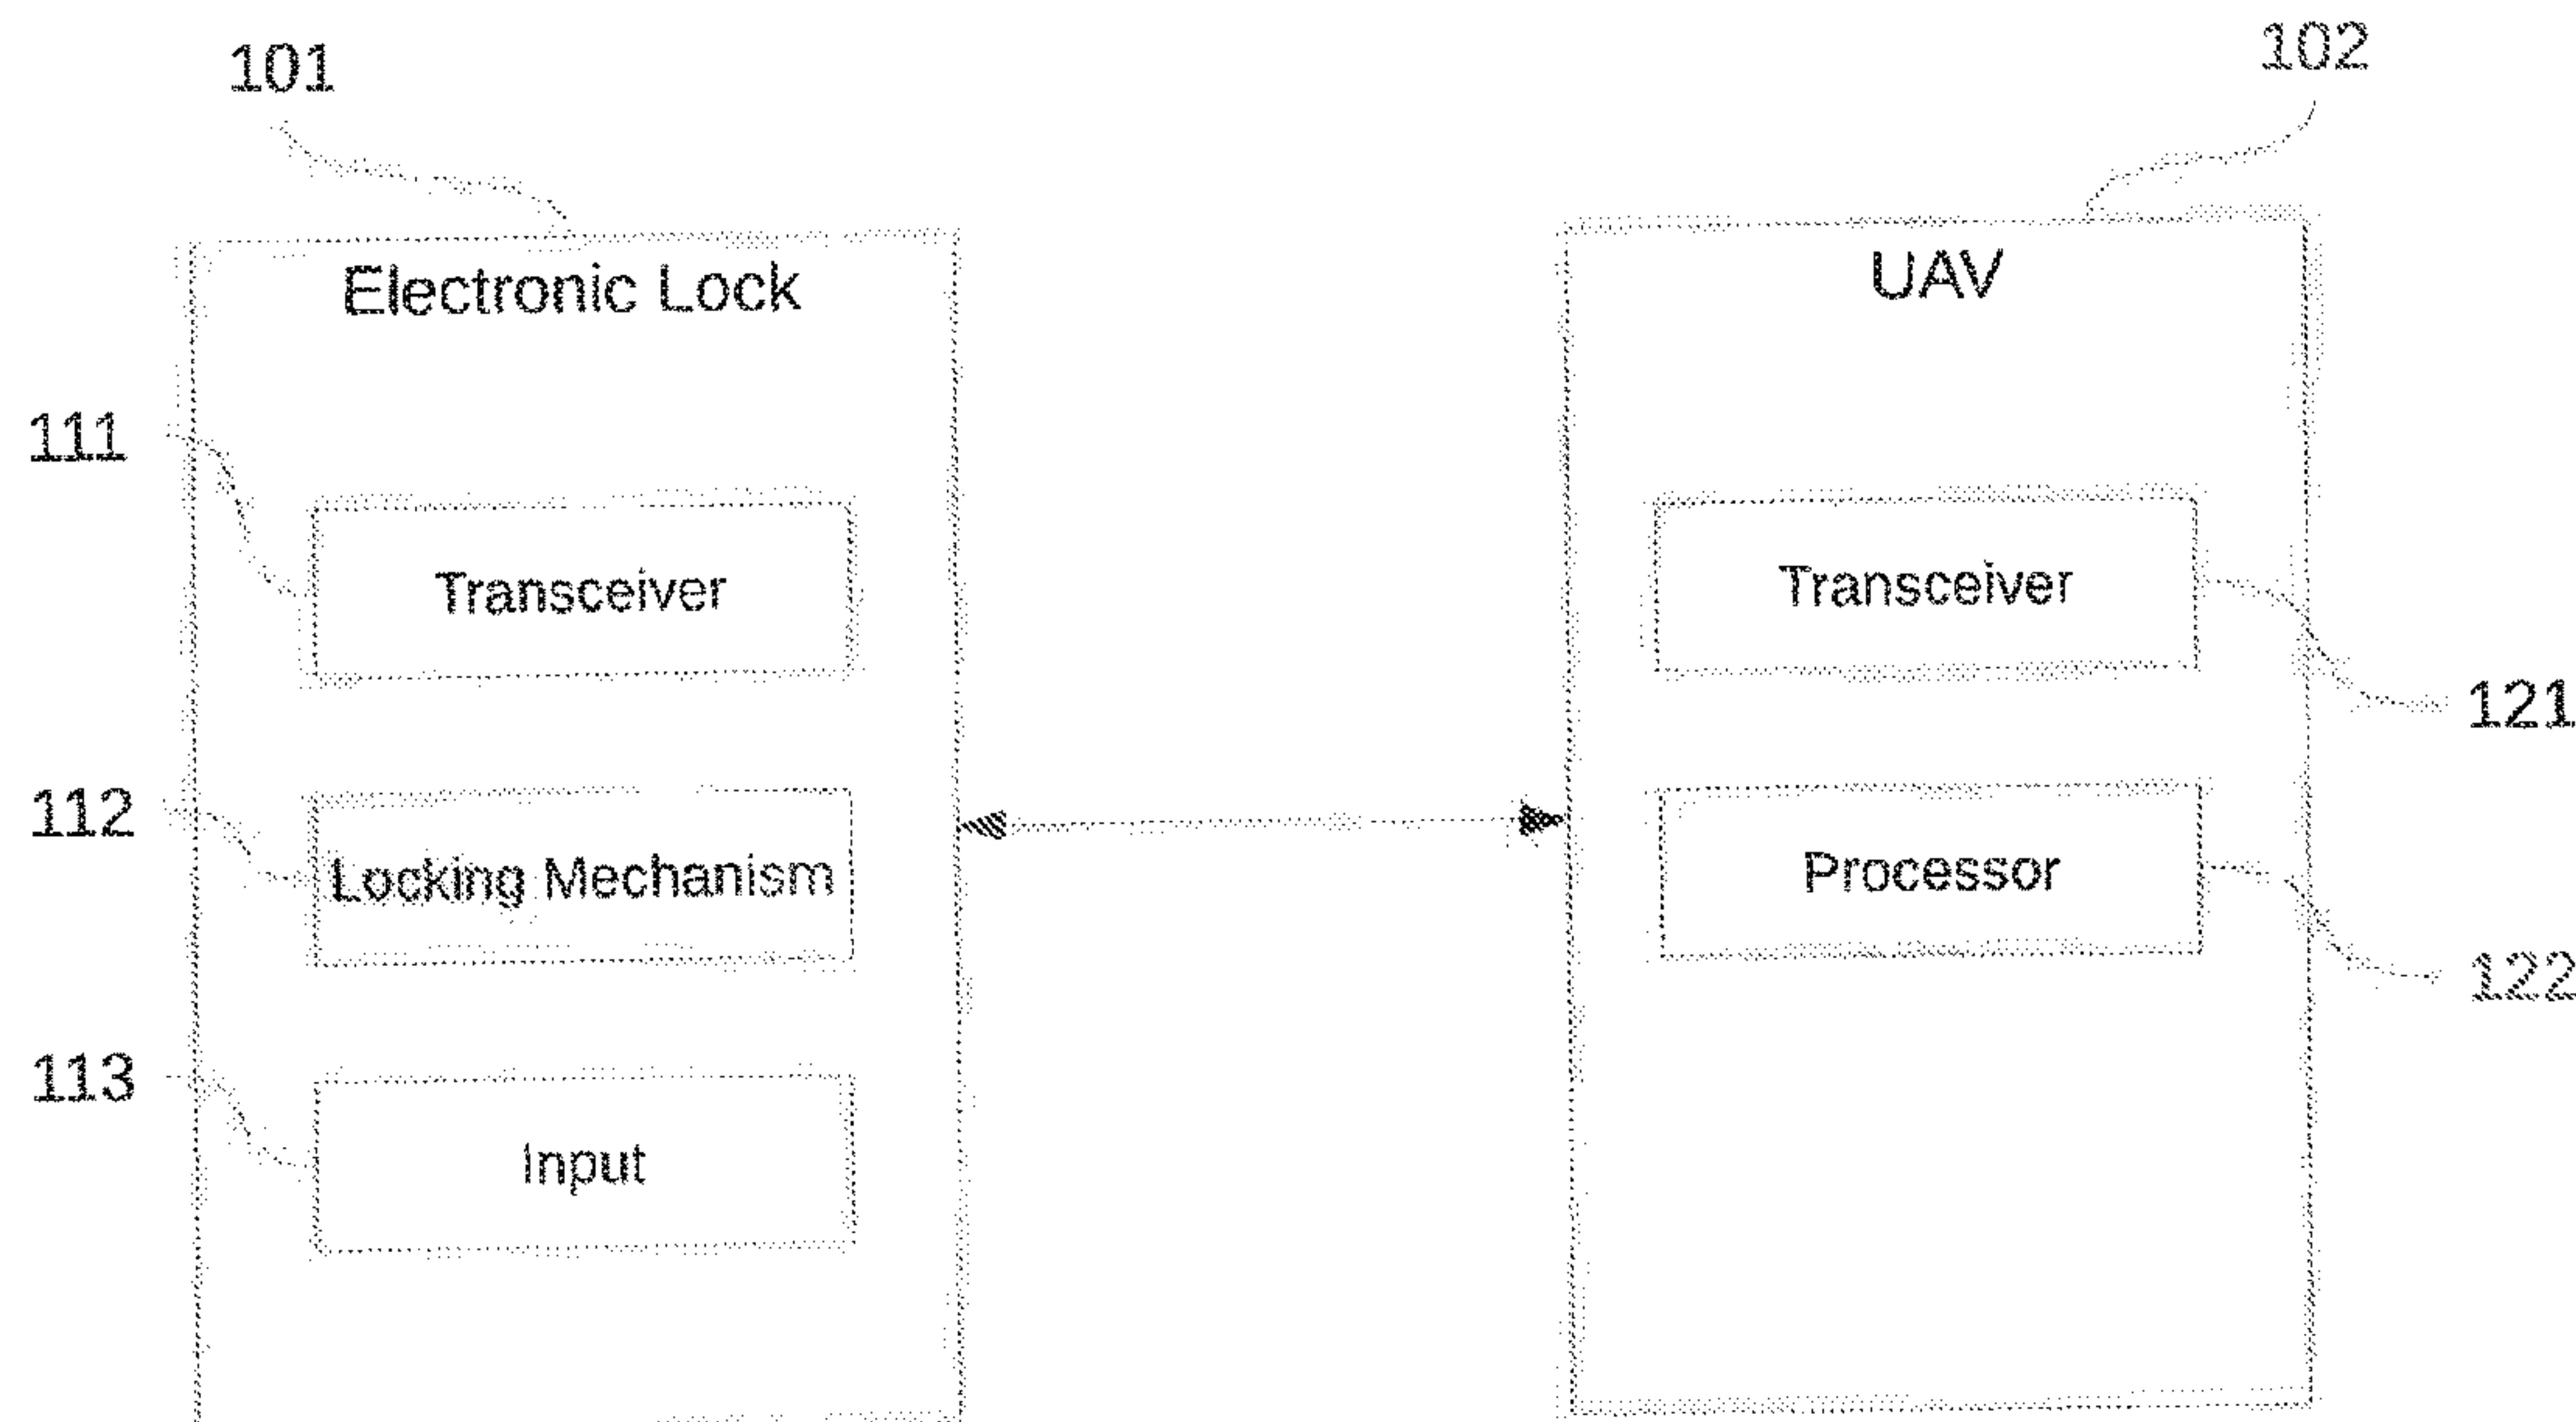 101
102
Electronic Lock
UAV
111
Transceiver
Transceiver
121
112
Locking Mechanism
Processor
122
113
Input